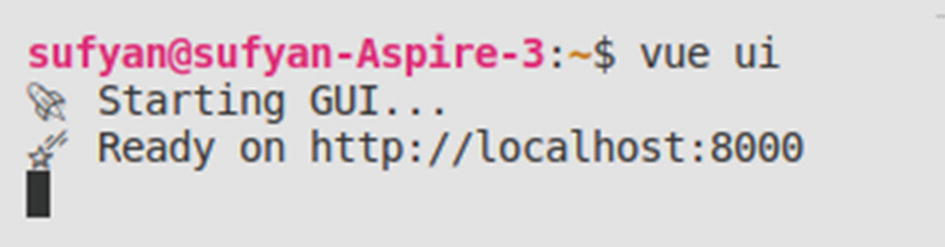 sufyan@sufyan-Aspire-3:~$ vue ui
🚀 Starting GUI...
🌠 Ready on http://localhost:8000